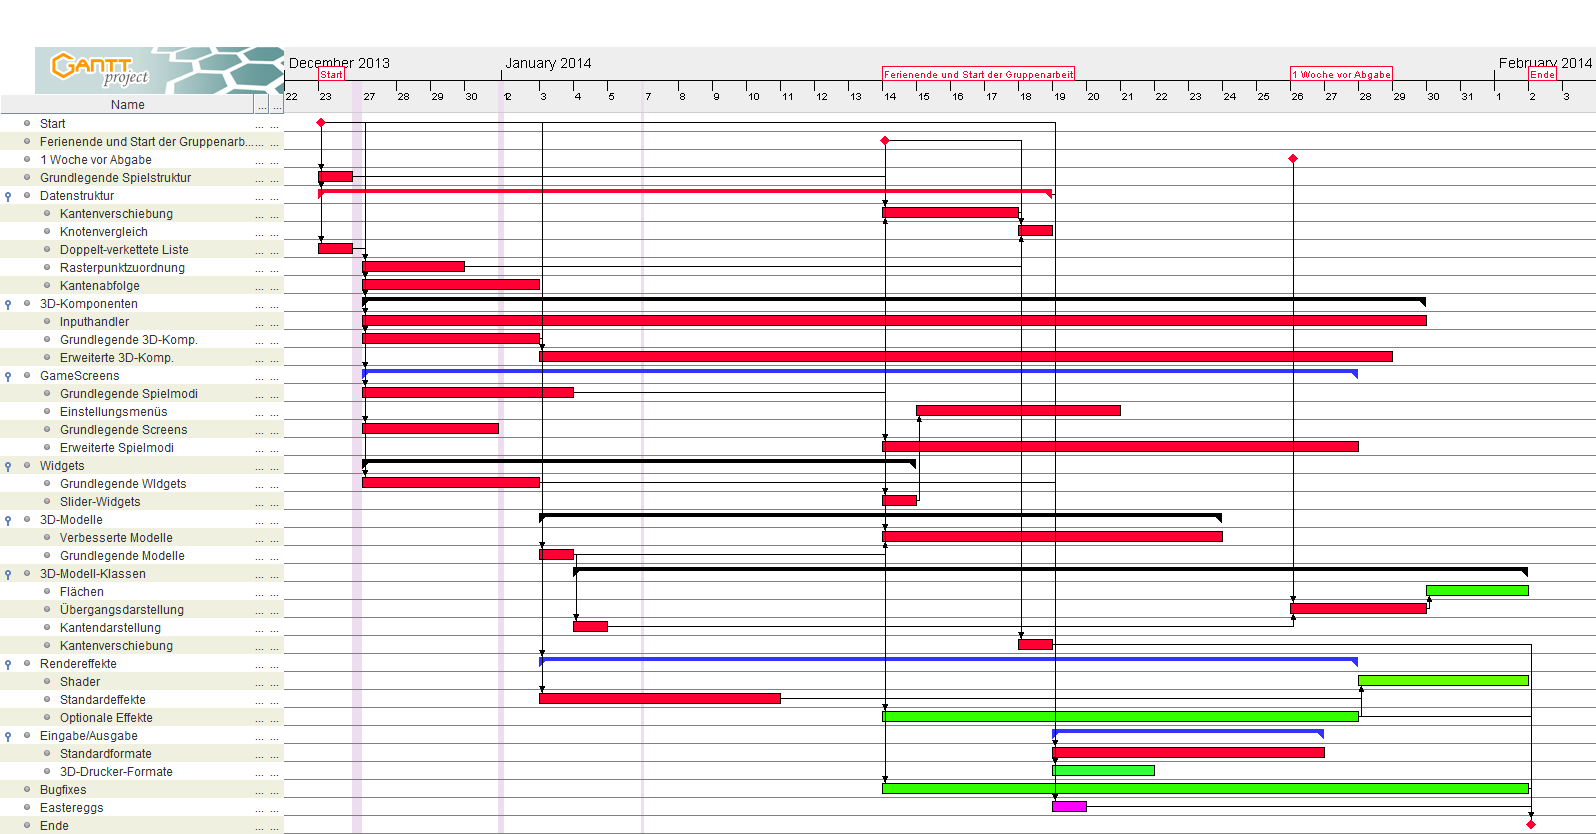 GANTT
project
December 2013
January 2014
February 2014
Start
Ferienende und Start der Gruppenarbeit
1 Woche vor Abgabe
Ende
Name ... ...
22 23 27 28 29 30 31 2 3 4 5 7 8 9 10 11 12 13 14 15 16 17 18 19 20 21 22 23 24 25 26 27 28 29 30 31 1 2 3
Start ... ...
Ferienende und Start der Gruppenarb... ... ...
1 Woche vor Abgabe ... ...
Grundlegende Spielstruktur ... ...
Datenstruktur ... ...
Kantenverschiebung ... ...
Knotenvergleich ... ...
Doppelt-verkettete Liste ... ...
Rasterpunktzuordnung ... ...
Kantenabfolge ... ...
3D-Komponenten ... ...
Inputhandler ... ...
Grundlegende 3D-Komp. ... ...
Erweiterte 3D-Komp. ... ...
GameScreens ... ...
Grundlegende Spielmodi ... ...
Einstellungsmenüs ... ...
Grundlegende Screens ... ...
Erweiterte Spielmodi ... ...
Widgets ... ...
Grundlegende WIdgets ... ...
Slider-Widgets ... ...
3D-Modelle ... ...
Verbesserte Modelle ... ...
Grundlegende Modelle ... ...
3D-Modell-Klassen ... ...
Flächen ... ...
Übergangsdarstellung ... ...
Kantendarstellung ... ...
Kantenverschiebung ... ...
Rendereffekte ... ...
Shader ... ...
Standardeffekte ... ...
Optionale Effekte ... ...
Eingabe/Ausgabe ... ...
Standardformate ... ...
3D-Drucker-Formate ... ...
Bugfixes ... ...
Eastereggs ... ...
Ende ... ...